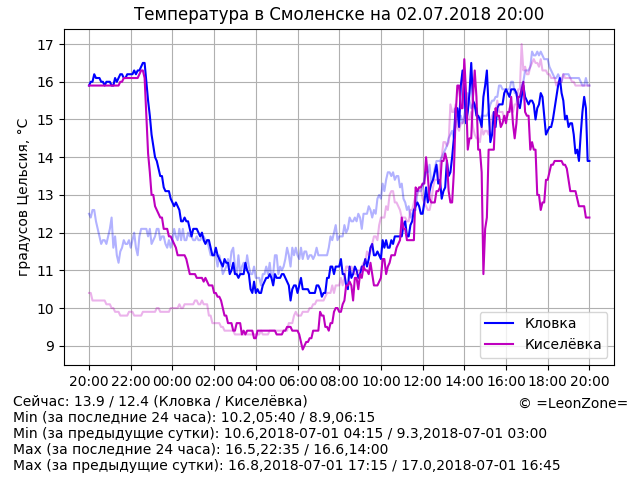 Температура в Смоленске на 02.07.2018 20:00
градусов Цельсия, °C
17
16
15
14
13
12
11
10
9
Кловка
Киселёвка
20:00 22:00 00:00 02:00 04:00 06:00 08:00 10:00 12:00 14:00 16:00 18:00 20:00
Сейчас: 13.9 / 12.4 (Кловка / Киселёвка)
© =LeonZone=
Min (за последние 24 часа): 10.2,05:40 / 8.9,06:15
Min (за предыдущие сутки): 10.6,2018-07-01 04:15 / 9.3,2018-07-01 03:00
Max (за последние 24 часа): 16.5,22:35 / 16.6,14:00
Max (за предыдущие сутки): 16.8,2018-07-01 17:15 / 17.0,2018-07-01 16:45